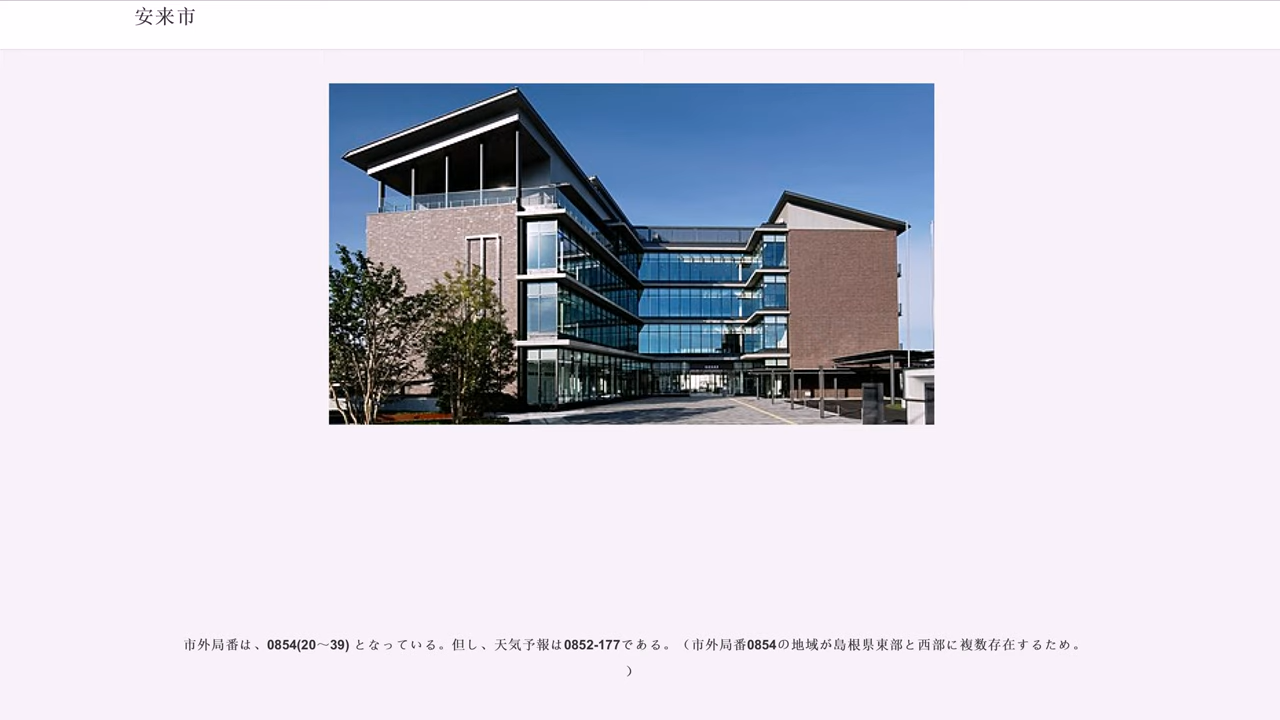 安来市
市外局番は、0854(20～39) となっている。但し、天気予報は0852-177である。（市外局番0854の地域が島根県東部と西部に複数存在するため。
）